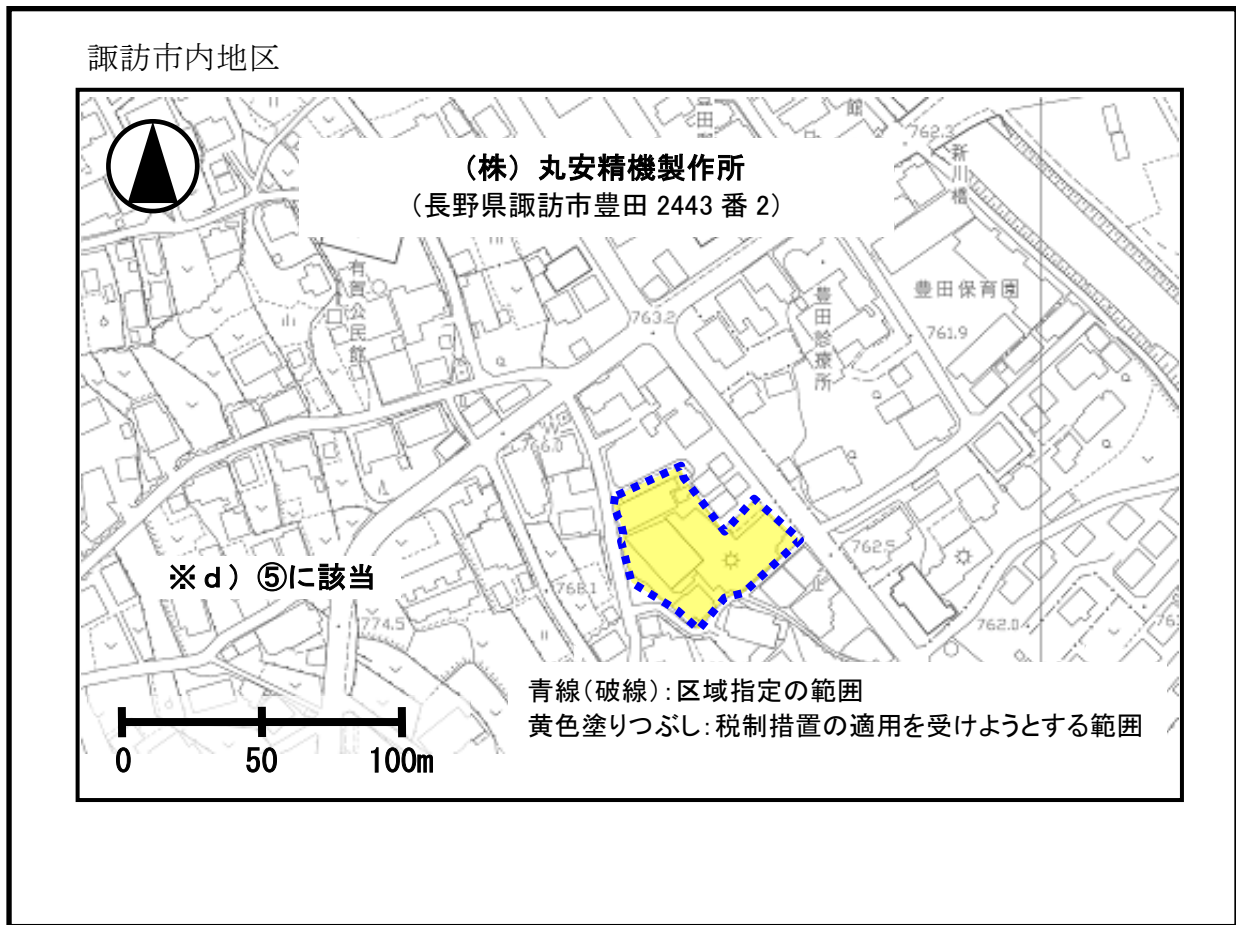 諏訪市内地区
(株) 丸安精機製作所
(長野県諏訪市豊田 2443 番 2)
館
762.3
新川橋
有賀公民館
763.2
豊田診療所
豊田保育園
761.9
766.0
762.5
※d) ⑤に該当
768.1
774.5
762.0
青線(破線):区域指定の範囲
黄色塗りつぶし:税制措置の適用を受けようとする範囲
0 50 100m